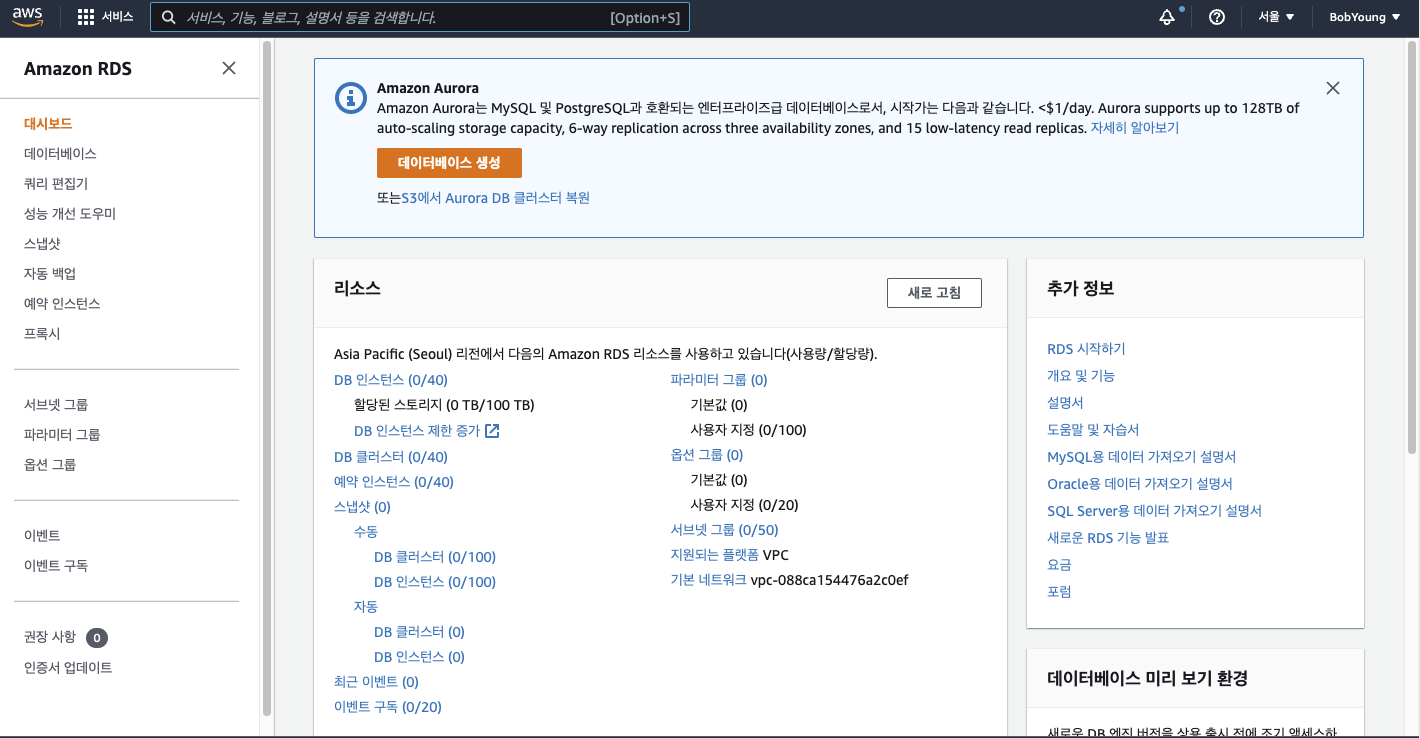 aws
서비스
서비스, 기능, 블로그, 설명서 등을 검색합니다.
[Option+S]
서울
BobYoung
Amazon RDS
대시보드
데이터베이스
쿼리 편집기
성능 개선 도우미
스냅샷
자동 백업
예약 인스턴스
프록시
서브넷 그룹
파라미터 그룹
옵션 그룹
이벤트
이벤트 구독
권장 사항 0
인증서 업데이트
Amazon Aurora
Amazon Aurora는 MySQL 및 PostgreSQL과 호환되는 엔터프라이즈급 데이터베이스로서, 시작가는 다음과 같습니다. <$1/day. Aurora supports up to 128TB of
auto-scaling storage capacity, 6-way replication across three availability zones, and 15 low-latency read replicas. 자세히 알아보기
데이터베이스 생성
또는S3에서 Aurora DB 클러스터 복원
리소스
새로 고침
Asia Pacific (Seoul) 리전에서 다음의 Amazon RDS 리소스를 사용하고 있습니다(사용량/할당량).
DB 인스턴스 (0/40)
할당된 스토리지 (0 TB/100 TB)
DB 인스턴스 제한 증가
DB 클러스터 (0/40)
예약 인스턴스 (0/40)
스냅샷 (0)
수동
DB 클러스터 (0/100)
DB 인스턴스 (0/100)
자동
DB 클러스터 (0)
DB 인스턴스 (0)
최근 이벤트 (0)
이벤트 구독 (0/20)
파라미터 그룹 (0)
기본값 (0)
사용자 지정 (0/100)
옵션 그룹 (0)
기본값 (0)
사용자 지정 (0/20)
서브넷 그룹 (0/50)
지원되는 플랫폼 VPC
기본 네트워크 vpc-088ca154476a2c0ef
추가 정보
RDS 시작하기
개요 및 기능
설명서
도움말 및 자습서
MySQL용 데이터 가져오기 설명서
Oracle용 데이터 가져오기 설명서
SQL Server용 데이터 가져오기 설명서
새로운 RDS 기능 발표
요금
포럼
데이터베이스 미리 보기 환경
새로운 DB 엔진 버전을 상용 출시 전에 조기 액세스하